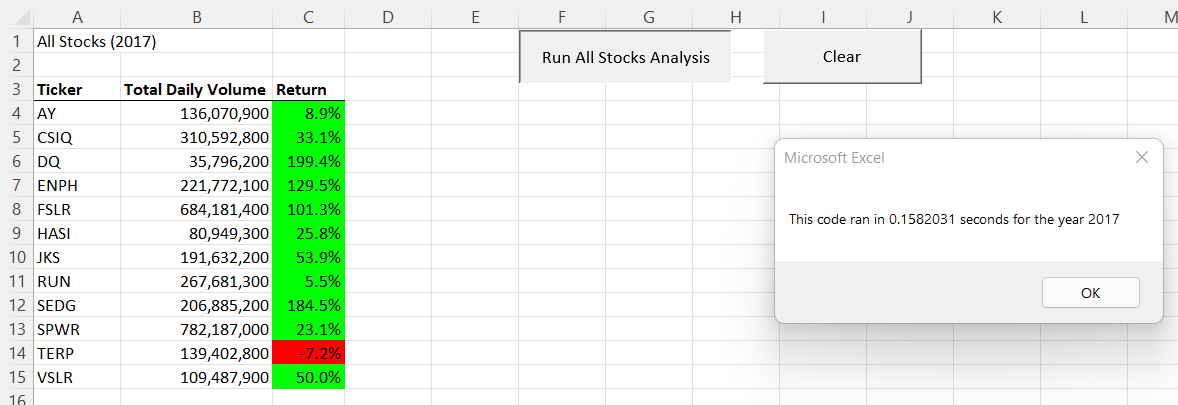 A B C D E F G H I J K L M
1 All Stocks (2017)
Run All Stocks Analysis
Clear
2
3 Ticker Total Daily Volume Return
4 AY 136,070,900 8.9%
5 CSIQ 310,592,800 33.1%
6 DQ 35,796,200 199.4%
7 ENPH 221,772,100 129.5%
8 FSLR 684,181,400 101.3%
9 HASI 80,949,300 25.8%
10 JKS 191,632,200 53.9%
11 RUN 267,681,300 5.5%
12 SEDG 206,885,200 184.5%
13 SPWR 782,187,000 23.1%
14 TERP 139,402,800 -7.2%
15 VSLR 109,487,900 50.0%
16
Microsoft Excel
This code ran in 0.1582031 seconds for the year 2017
OK